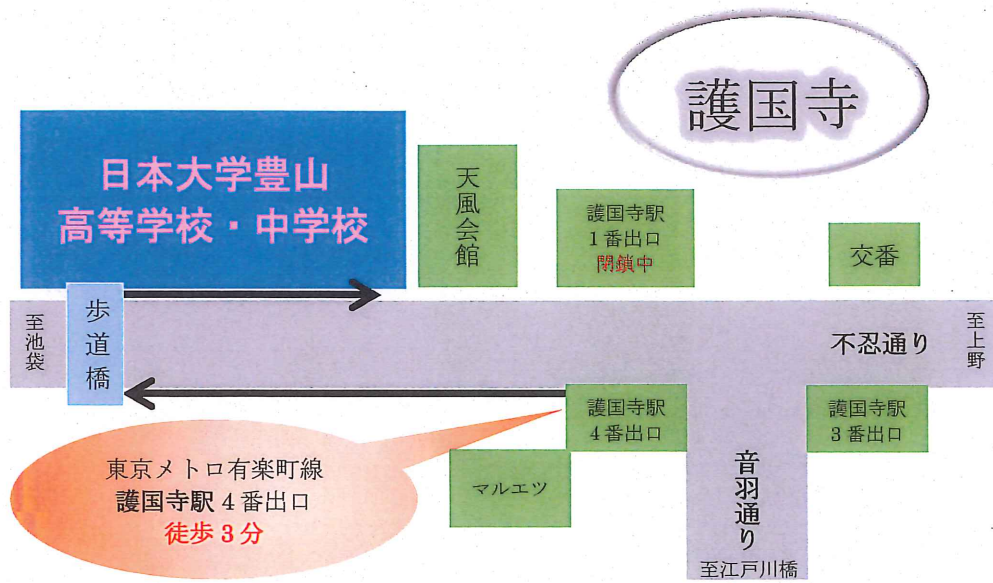 護国寺
日本大学豊山
高等学校・中学校
天風会館
護国寺駅
1番出口
閉鎖中
交番
至池袋
歩道橋
不忍通り
至上野
護国寺駅
4番出口
護国寺駅
3番出口
東京メトロ有楽町線
護国寺駅4番出口
徒歩3分
マルエツ
音羽通り
至江戸川橋